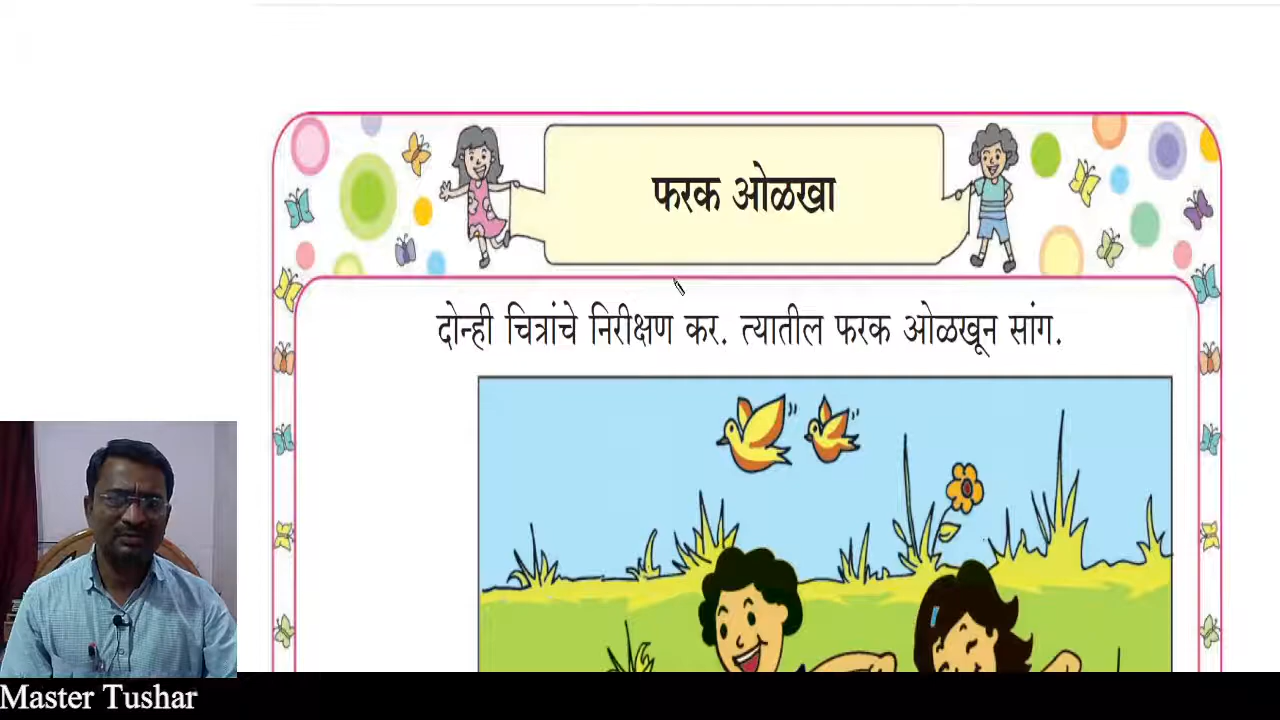 फरक ओळखा
दोन्ही चित्रांचे निरीक्षण कर. त्यातील फरक ओळखून सांग.
Master Tushar